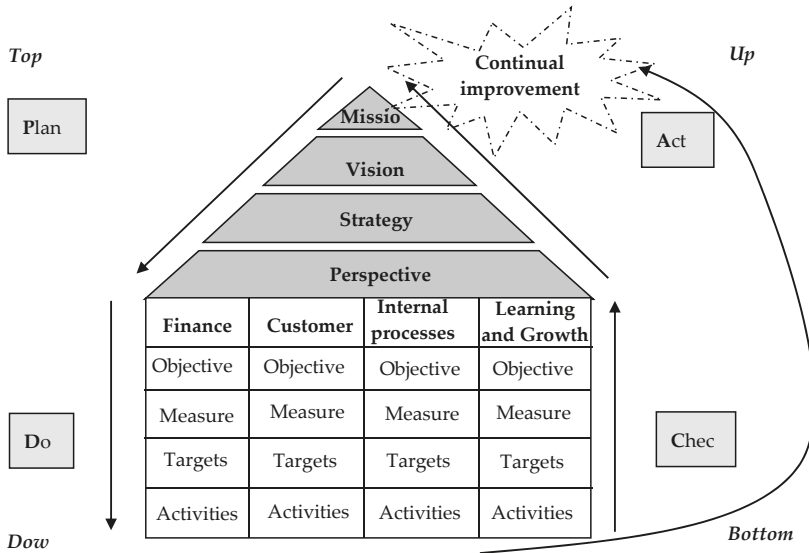 Top
Up
Continual
improvement
Plan
Missio
Act
Vision
Strategy
Perspective
Finance
Customer
Internal
processes
Learning
and Growth
Objective Objective Objective Objective
Measure Measure Measure Measure
Do
Chec
Targets Targets Targets Targets
Activities Activities Activities Activities
Dow
Bottom